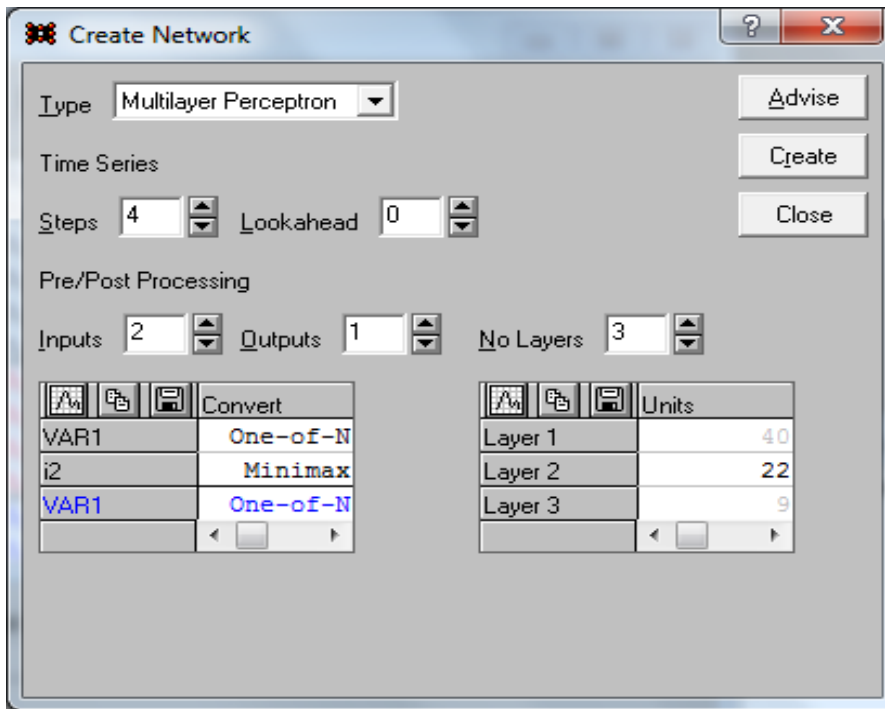 Create Network
?
Type Multilayer Perceptron Advise
Time Series Create
Steps 4 Lookahead 0 Close
Pre/Post Processing
Inputs 2 Outputs 1 No Layers 3
Convert Units
VAR1 One-of-N Layer 1 40
i2 Minimax Layer 2 22
VAR1 One-of-N Layer 3 9